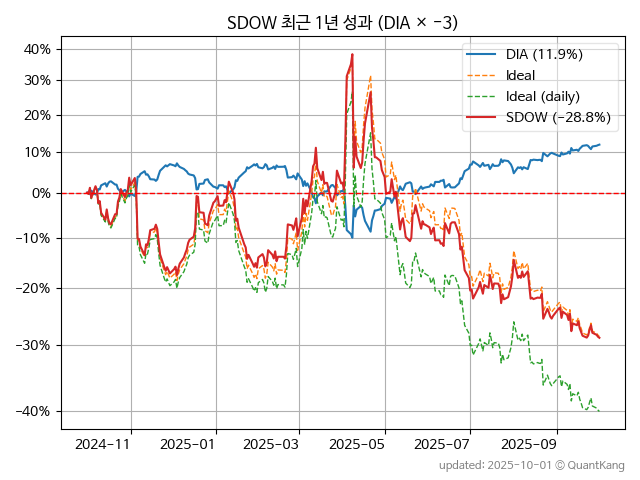 SDOW 최근 1년 성과 (DIA × −3)
40%
30%
20%
10%
0%
−10%
−20%
−30%
−40%
DIA (11.9%)
Ideal
Ideal (daily)
SDOW (−28.8%)
2024−11
2025−01
2025−03
2025−05
2025−07
2025−09
updated: 2025−10−01 © QuantKang